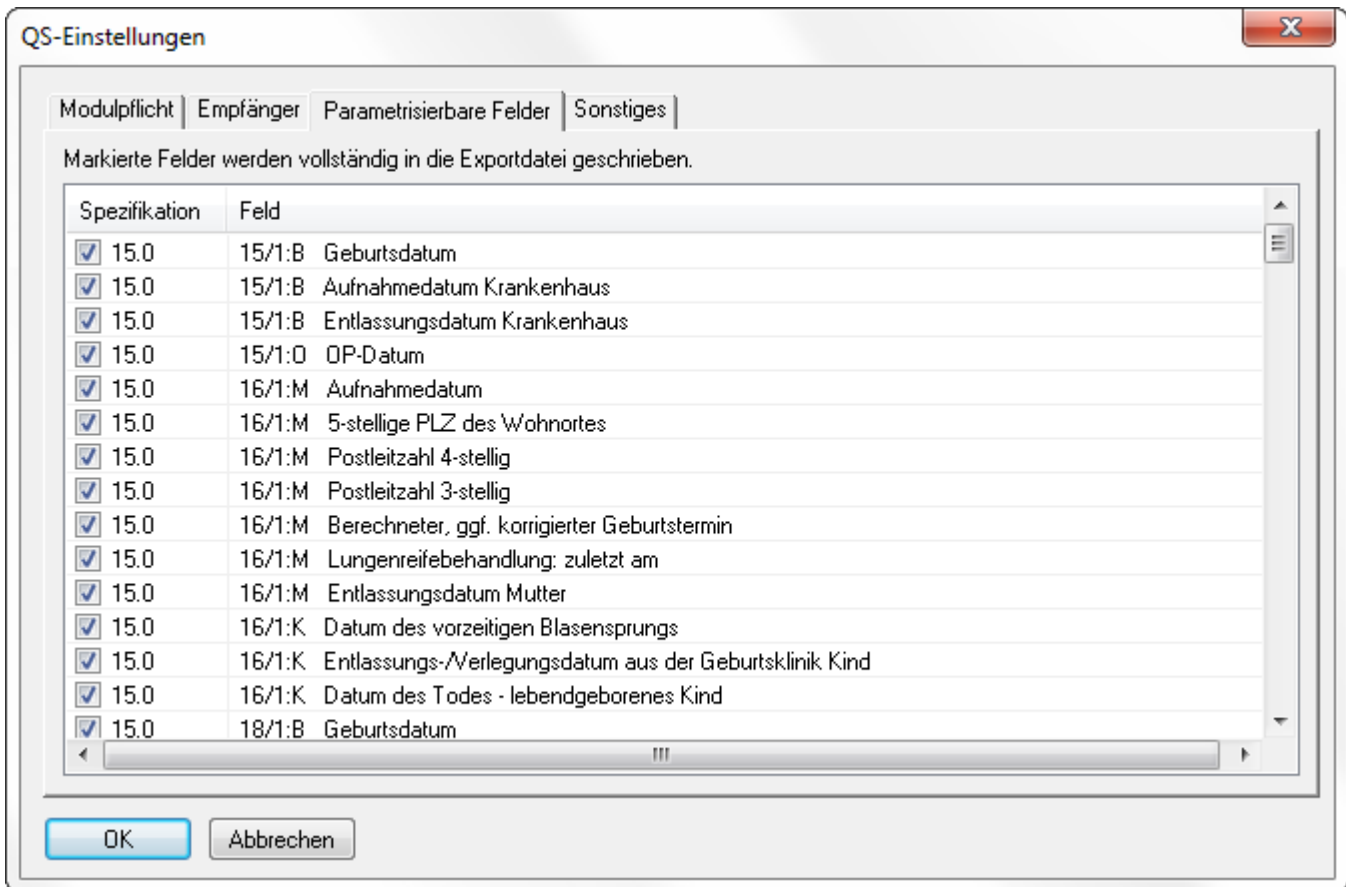 QS-Einstellungen
Modulpflicht Empfänger Parametrisierbare Felder Sonstiges
Markierte Felder werden vollständig in die Exportdatei geschrieben.
Spezifikation Feld
15.0 15/1:B Geburtsdatum
15.0 15/1:B Aufnahmedatum Krankenhaus
15.0 15/1:B Entlassungsdatum Krankenhaus
15.0 15/1:O OP-Datum
15.0 16/1:M Aufnahmedatum
15.0 16/1:M 5-stellige PLZ des Wohnortes
15.0 16/1:M Postleitzahl 4-stellig
15.0 16/1:M Postleitzahl 3-stellig
15.0 16/1:M Berechneter, ggf. korrigierter Geburtstermin
15.0 16/1:M Lungenreifebehandlung: zuletzt am
15.0 16/1:M Entlassungsdatum Mutter
15.0 16/1:K Datum des vorzeitigen Blasensprungs
15.0 16/1:K Entlassungs-/Verlegungsdatum aus der Geburtsklinik Kind
15.0 16/1:K Datum des Todes - lebendgeborenes Kind
15.0 18/1:B Geburtsdatum
OK Abbrechen